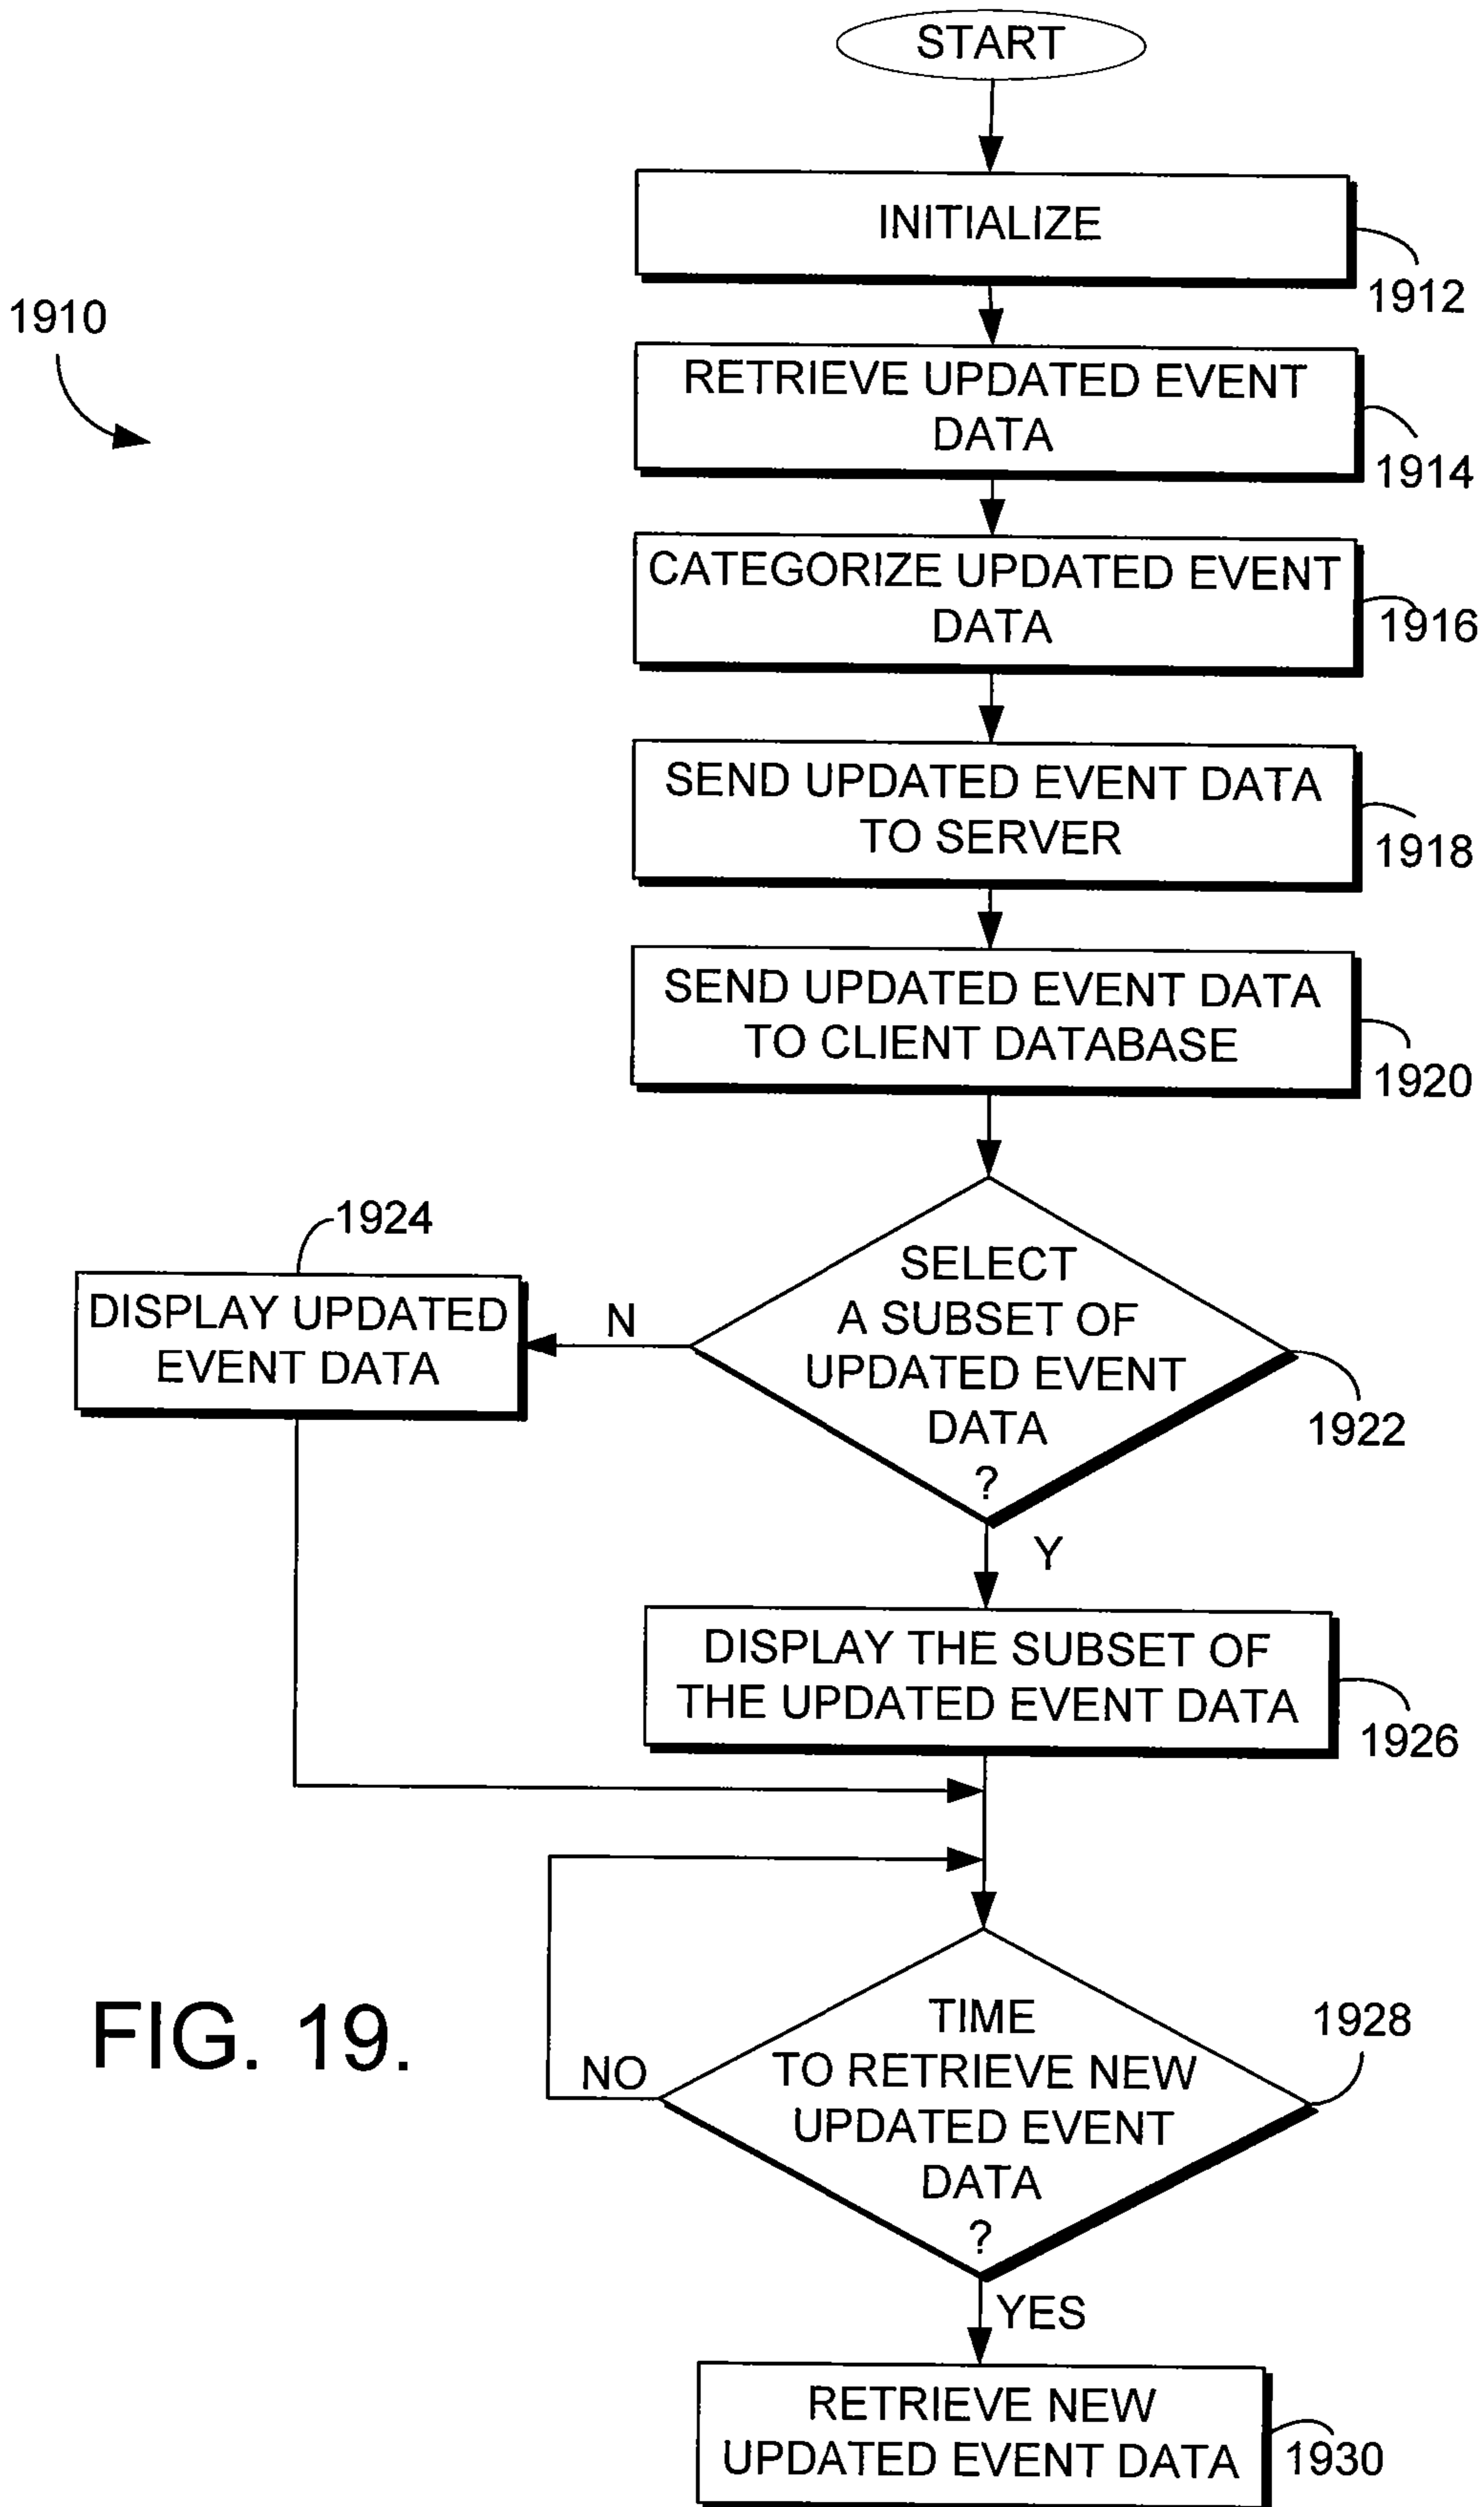 START
INITIALIZE
1912
1910
RETRIEVE UPDATED EVENT
DATA
1914
CATEGORIZE UPDATED EVENT
DATA
1916
SEND UPDATED EVENT DATA
TO SERVER
1918
SEND UPDATED EVENT DATA
TO CLIENT DATABASE
1920
SELECT
A SUBSET OF
UPDATED EVENT
DATA
?
1922
N
1924
DISPLAY UPDATED
EVENT DATA
Y
DISPLAY THE SUBSET OF
THE UPDATED EVENT DATA
1926
TIME
TO RETRIEVE NEW
UPDATED EVENT
DATA
?
1928
NO
YES
RETRIEVE NEW
UPDATED EVENT DATA
1930
FIG. 19.